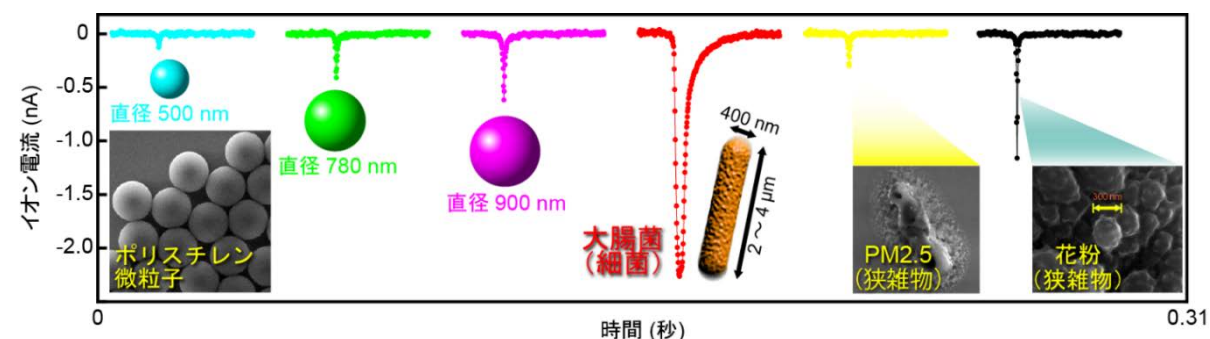 イオン電流 (nA)
0
-0.5
-1.0
-1.5
-2.0
直径 500 nm
直径 780 nm
直径 900 nm
ポリスチレン
微粒子
大腸菌
(細菌)
400 nm
2 ~ 4 μm
PM2.5
(狭雑物)
300nm
花粉
(狭雑物)
0
時間 (秒)
0.31